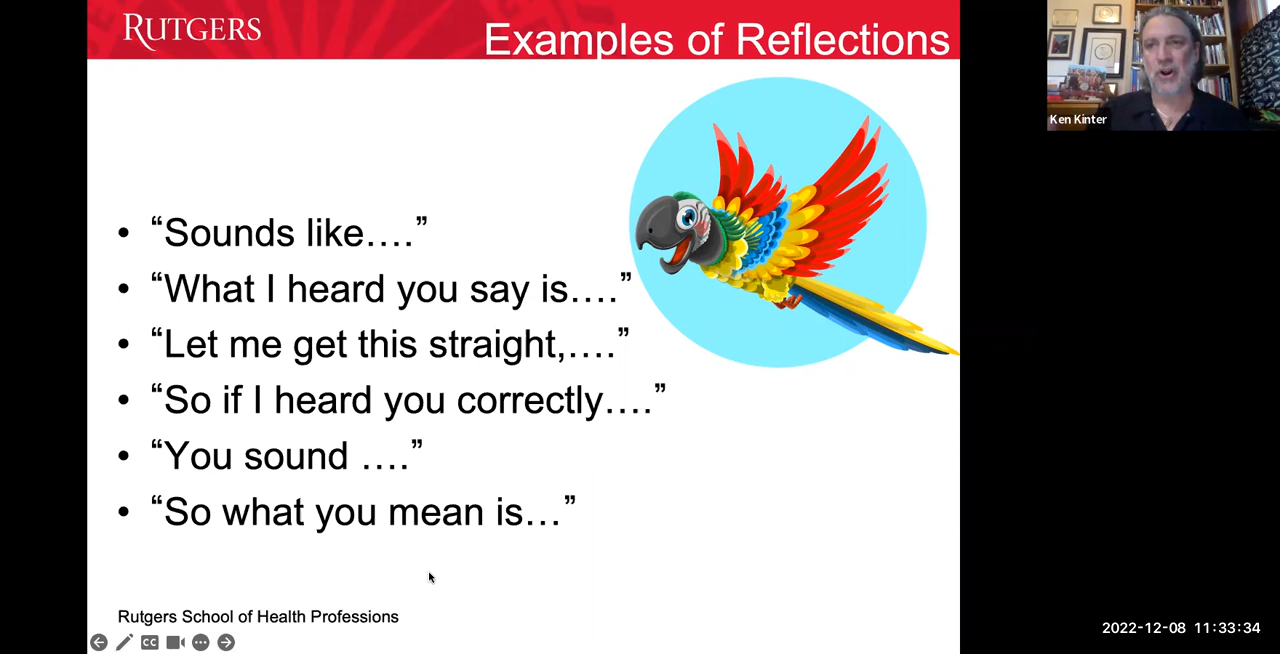 RUTGERS
Examples of Reflections
Ken Kinter
• “Sounds like….”
• “What I heard you say is….”
• “Let me get this straight,….”
• “So if I heard you correctly….”
• “You sound ….”
• “So what you mean is…”
Rutgers School of Health Professions
CC
2022-12-08 11:33:34